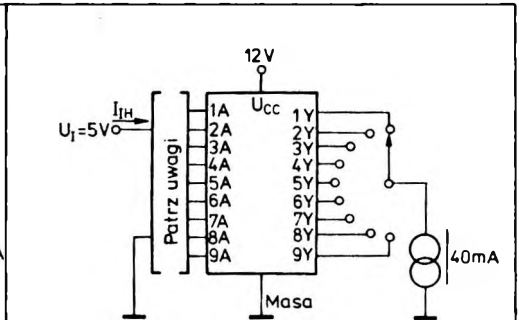 12V
U_CC
I_IH
U_I=5V
Patrz uwagi
1A 1Y
2A 2Y
3A 3Y
4A 4Y
5A 5Y
6A 6Y
7A 7Y
8A 8Y
9A 9Y
40mA
Masa